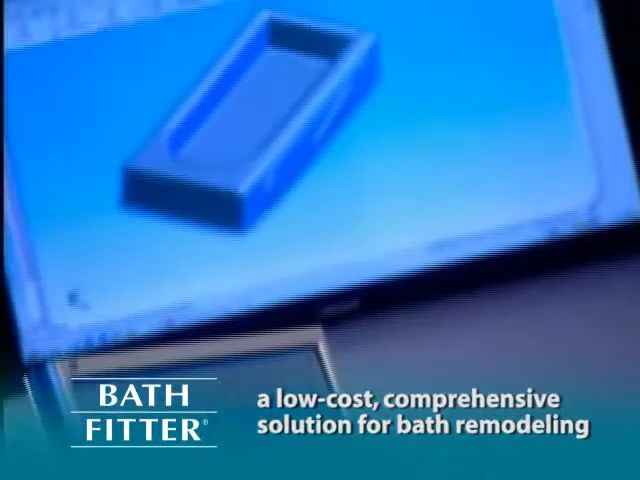 BATH
FITTER®
a low-cost, comprehensive
solution for bath remodeling